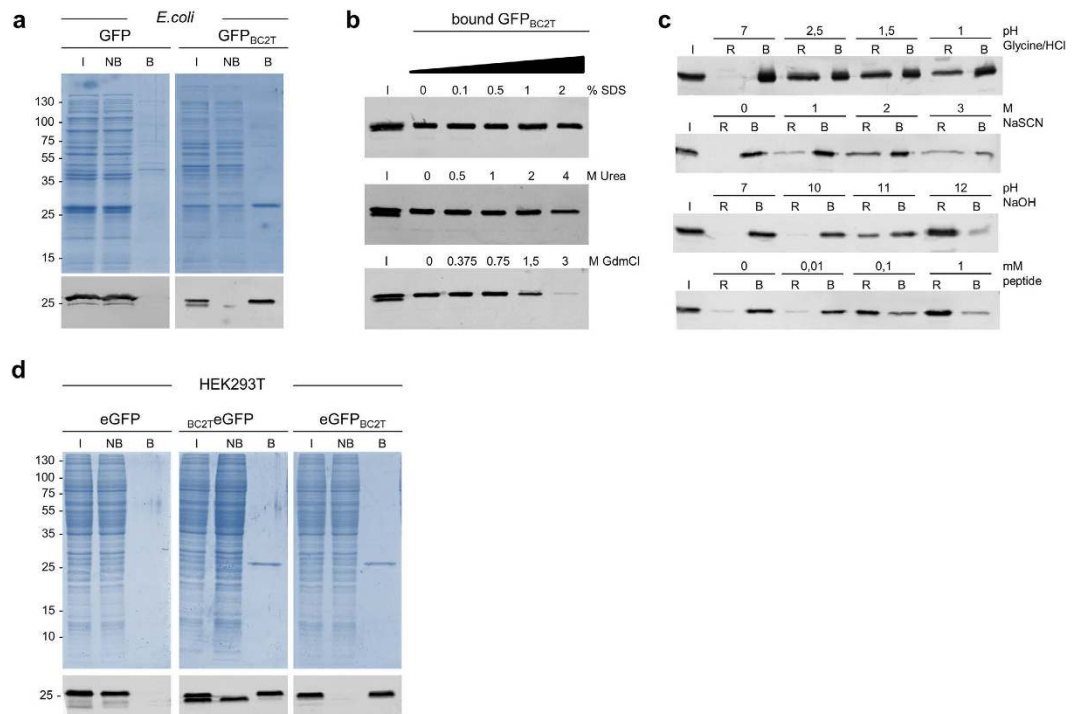 a
E.coli
GFP GFPBC2T
I NB B I NB B
130 -
100 -
75 -
55 -
35 -
25 -
15 -
25 -
b
bound GFPBC2T
I 0 0.1 0.5 1 2 % SDS
I 0 0.5 1 2 4 M Urea
I 0 0.375 0.75 1,5 3 M GdmCl
c
7 2,5 1,5 1 pH
I R B R B R B R B Glycine/HCl
0 1 2 3 M
I R B R B R B R B NaSCN
7 10 11 12 pH
I R B R B R B R B NaOH
0 0,01 0,1 1 mM
I R B R B R B R B peptide
d
HEK293T
eGFP BC2TeGFP eGFPBC2T
I NB B I NB B I NB B
130 -
100 -
75 -
55 -
35 -
25 -
15 -
10 -
25 -